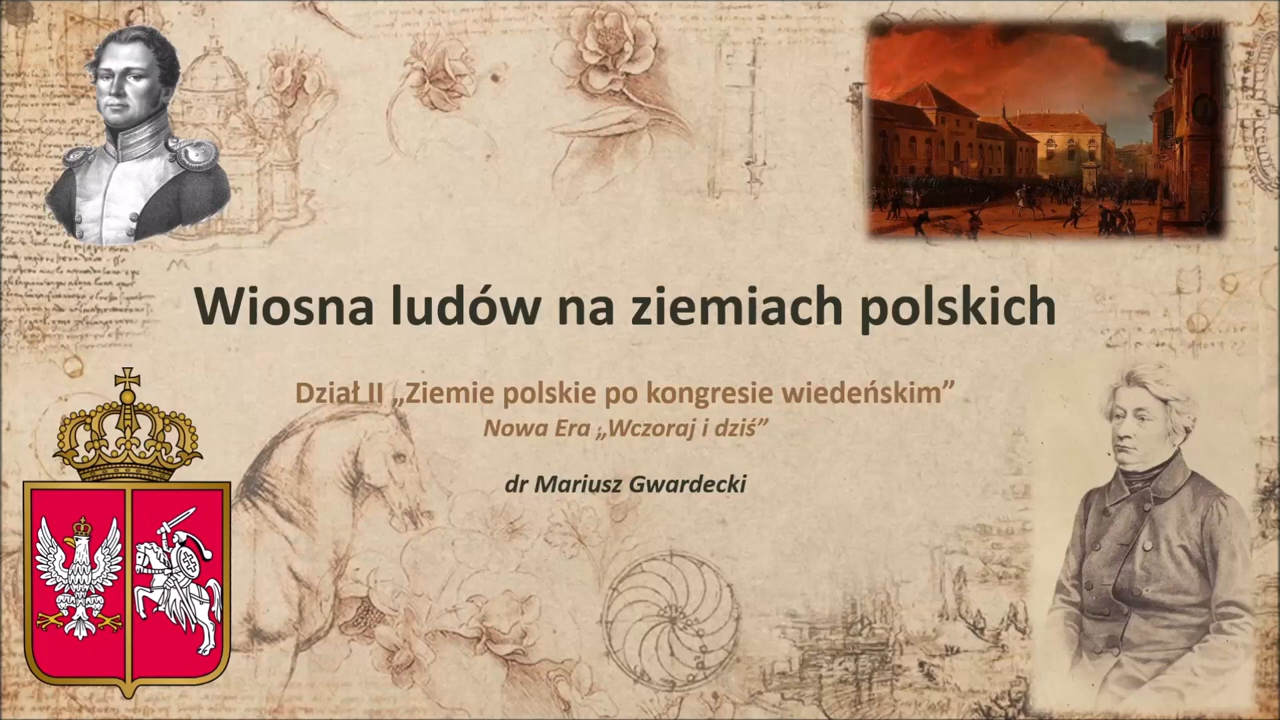 Wiosna ludów na ziemiach polskich
Dział II „Ziemie polskie po kongresie wiedeńskim”
Nowa Era „Wczoraj i dziś”
dr Mariusz Gwardecki